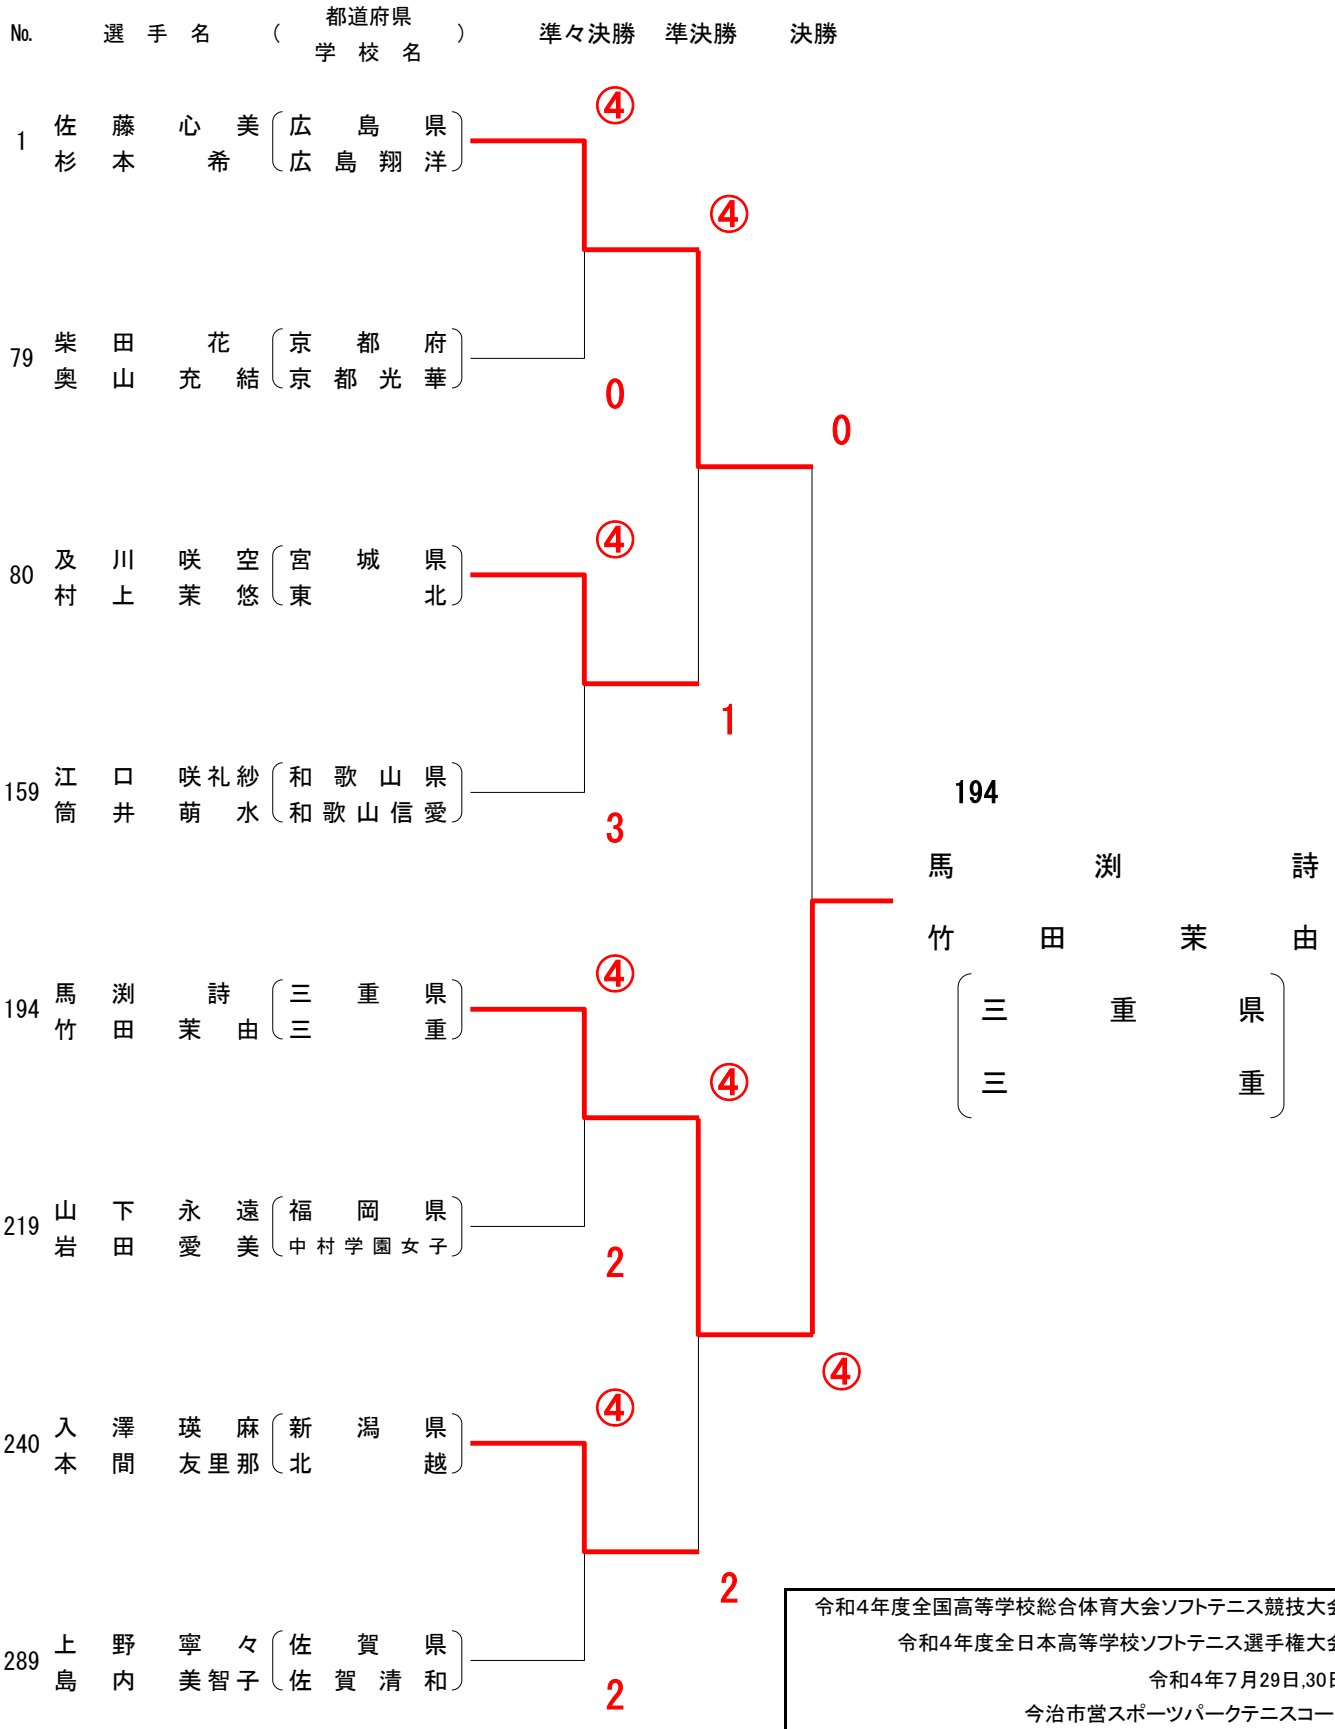 No. 選手名 ( 都道府県 学校名 ) 準々決勝 準決勝 決勝
④
1 佐藤心美 広島県
杉本希 広島翔洋
④
79 柴田花 京都府
奥山充結 京都光華
0
0
④
80 及川咲空 宮城県
村上茉悠 東北
1
159 江口咲礼紗 和歌山県
筒井萌水 和歌山信愛
3
194
馬渕詩
竹田茉由
三重県
三重
④
194 馬渕詩 三重県
竹田茉由 三重
④
219 山下永遠 福岡県
岩田愛美 中村学園女子
2
④
④
240 入澤瑛麻 新潟県
本間友里那 北越
2
289 上野寧々 佐賀県
島内美智子 佐賀清和
2
令和4年度全国高等学校総合体育大会ソフトテニス競技大会
令和4年度全日本高等学校ソフトテニス選手権大会
令和4年7月29日,30日
今治市営スポーツパークテニスコー